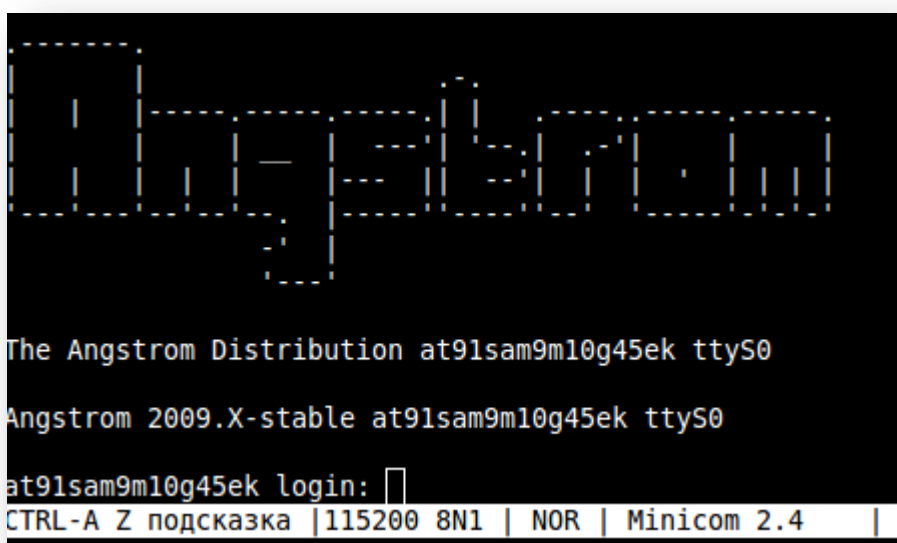 Angstrom
The Angstrom Distribution at91sam9m10g45ek ttyS0
Angstrom 2009.X-stable at91sam9m10g45ek ttyS0
at91sam9m10g45ek login:
CTRL-A Z подсказка |115200 8N1 | NOR | Minicom 2.4 |